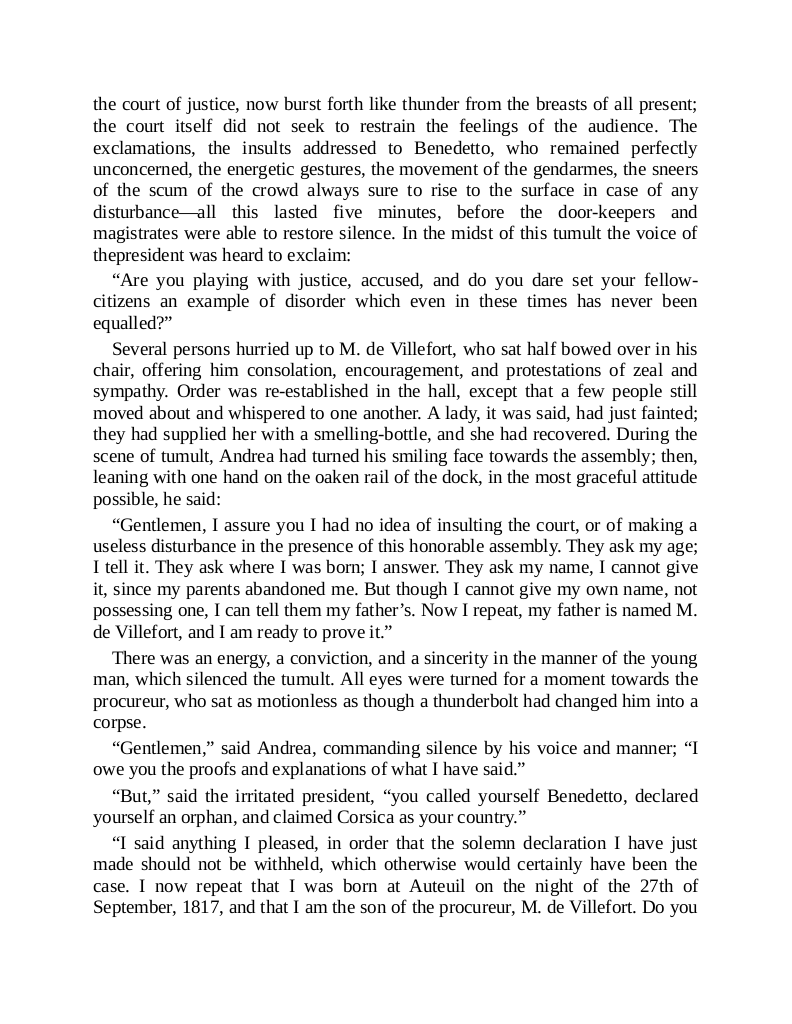 the court of justice, now burst forth like thunder from the breasts of all present;
the court itself did not seek to restrain the feelings of the audience. The
exclamations, the insults addressed to Benedetto, who remained perfectly
unconcerned, the energetic gestures, the movement of the gendarmes, the sneers
of the scum of the crowd always sure to rise to the surface in case of any
disturbance—all this lasted five minutes, before the door-keepers and
magistrates were able to restore silence. In the midst of this tumult the voice of
thepresident was heard to exclaim:
“Are you playing with justice, accused, and do you dare set your fellow-
citizens an example of disorder which even in these times has never been
equalled?”
Several persons hurried up to M. de Villefort, who sat half bowed over in his
chair, offering him consolation, encouragement, and protestations of zeal and
sympathy. Order was re-established in the hall, except that a few people still
moved about and whispered to one another. A lady, it was said, had just fainted;
they had supplied her with a smelling-bottle, and she had recovered. During the
scene of tumult, Andrea had turned his smiling face towards the assembly; then,
leaning with one hand on the oaken rail of the dock, in the most graceful attitude
possible, he said:
“Gentlemen, I assure you I had no idea of insulting the court, or of making a
useless disturbance in the presence of this honorable assembly. They ask my age;
I tell it. They ask where I was born; I answer. They ask my name, I cannot give
it, since my parents abandoned me. But though I cannot give my own name, not
possessing one, I can tell them my father’s. Now I repeat, my father is named M.
de Villefort, and I am ready to prove it.”
There was an energy, a conviction, and a sincerity in the manner of the young
man, which silenced the tumult. All eyes were turned for a moment towards the
procureur, who sat as motionless as though a thunderbolt had changed him into a
corpse.
“Gentlemen,” said Andrea, commanding silence by his voice and manner; “I
owe you the proofs and explanations of what I have said.”
“But,” said the irritated president, “you called yourself Benedetto, declared
yourself an orphan, and claimed Corsica as your country.”
“I said anything I pleased, in order that the solemn declaration I have just
made should not be withheld, which otherwise would certainly have been the
case. I now repeat that I was born at Auteuil on the night of the 27th of
September, 1817, and that I am the son of the procureur, M. de Villefort. Do you